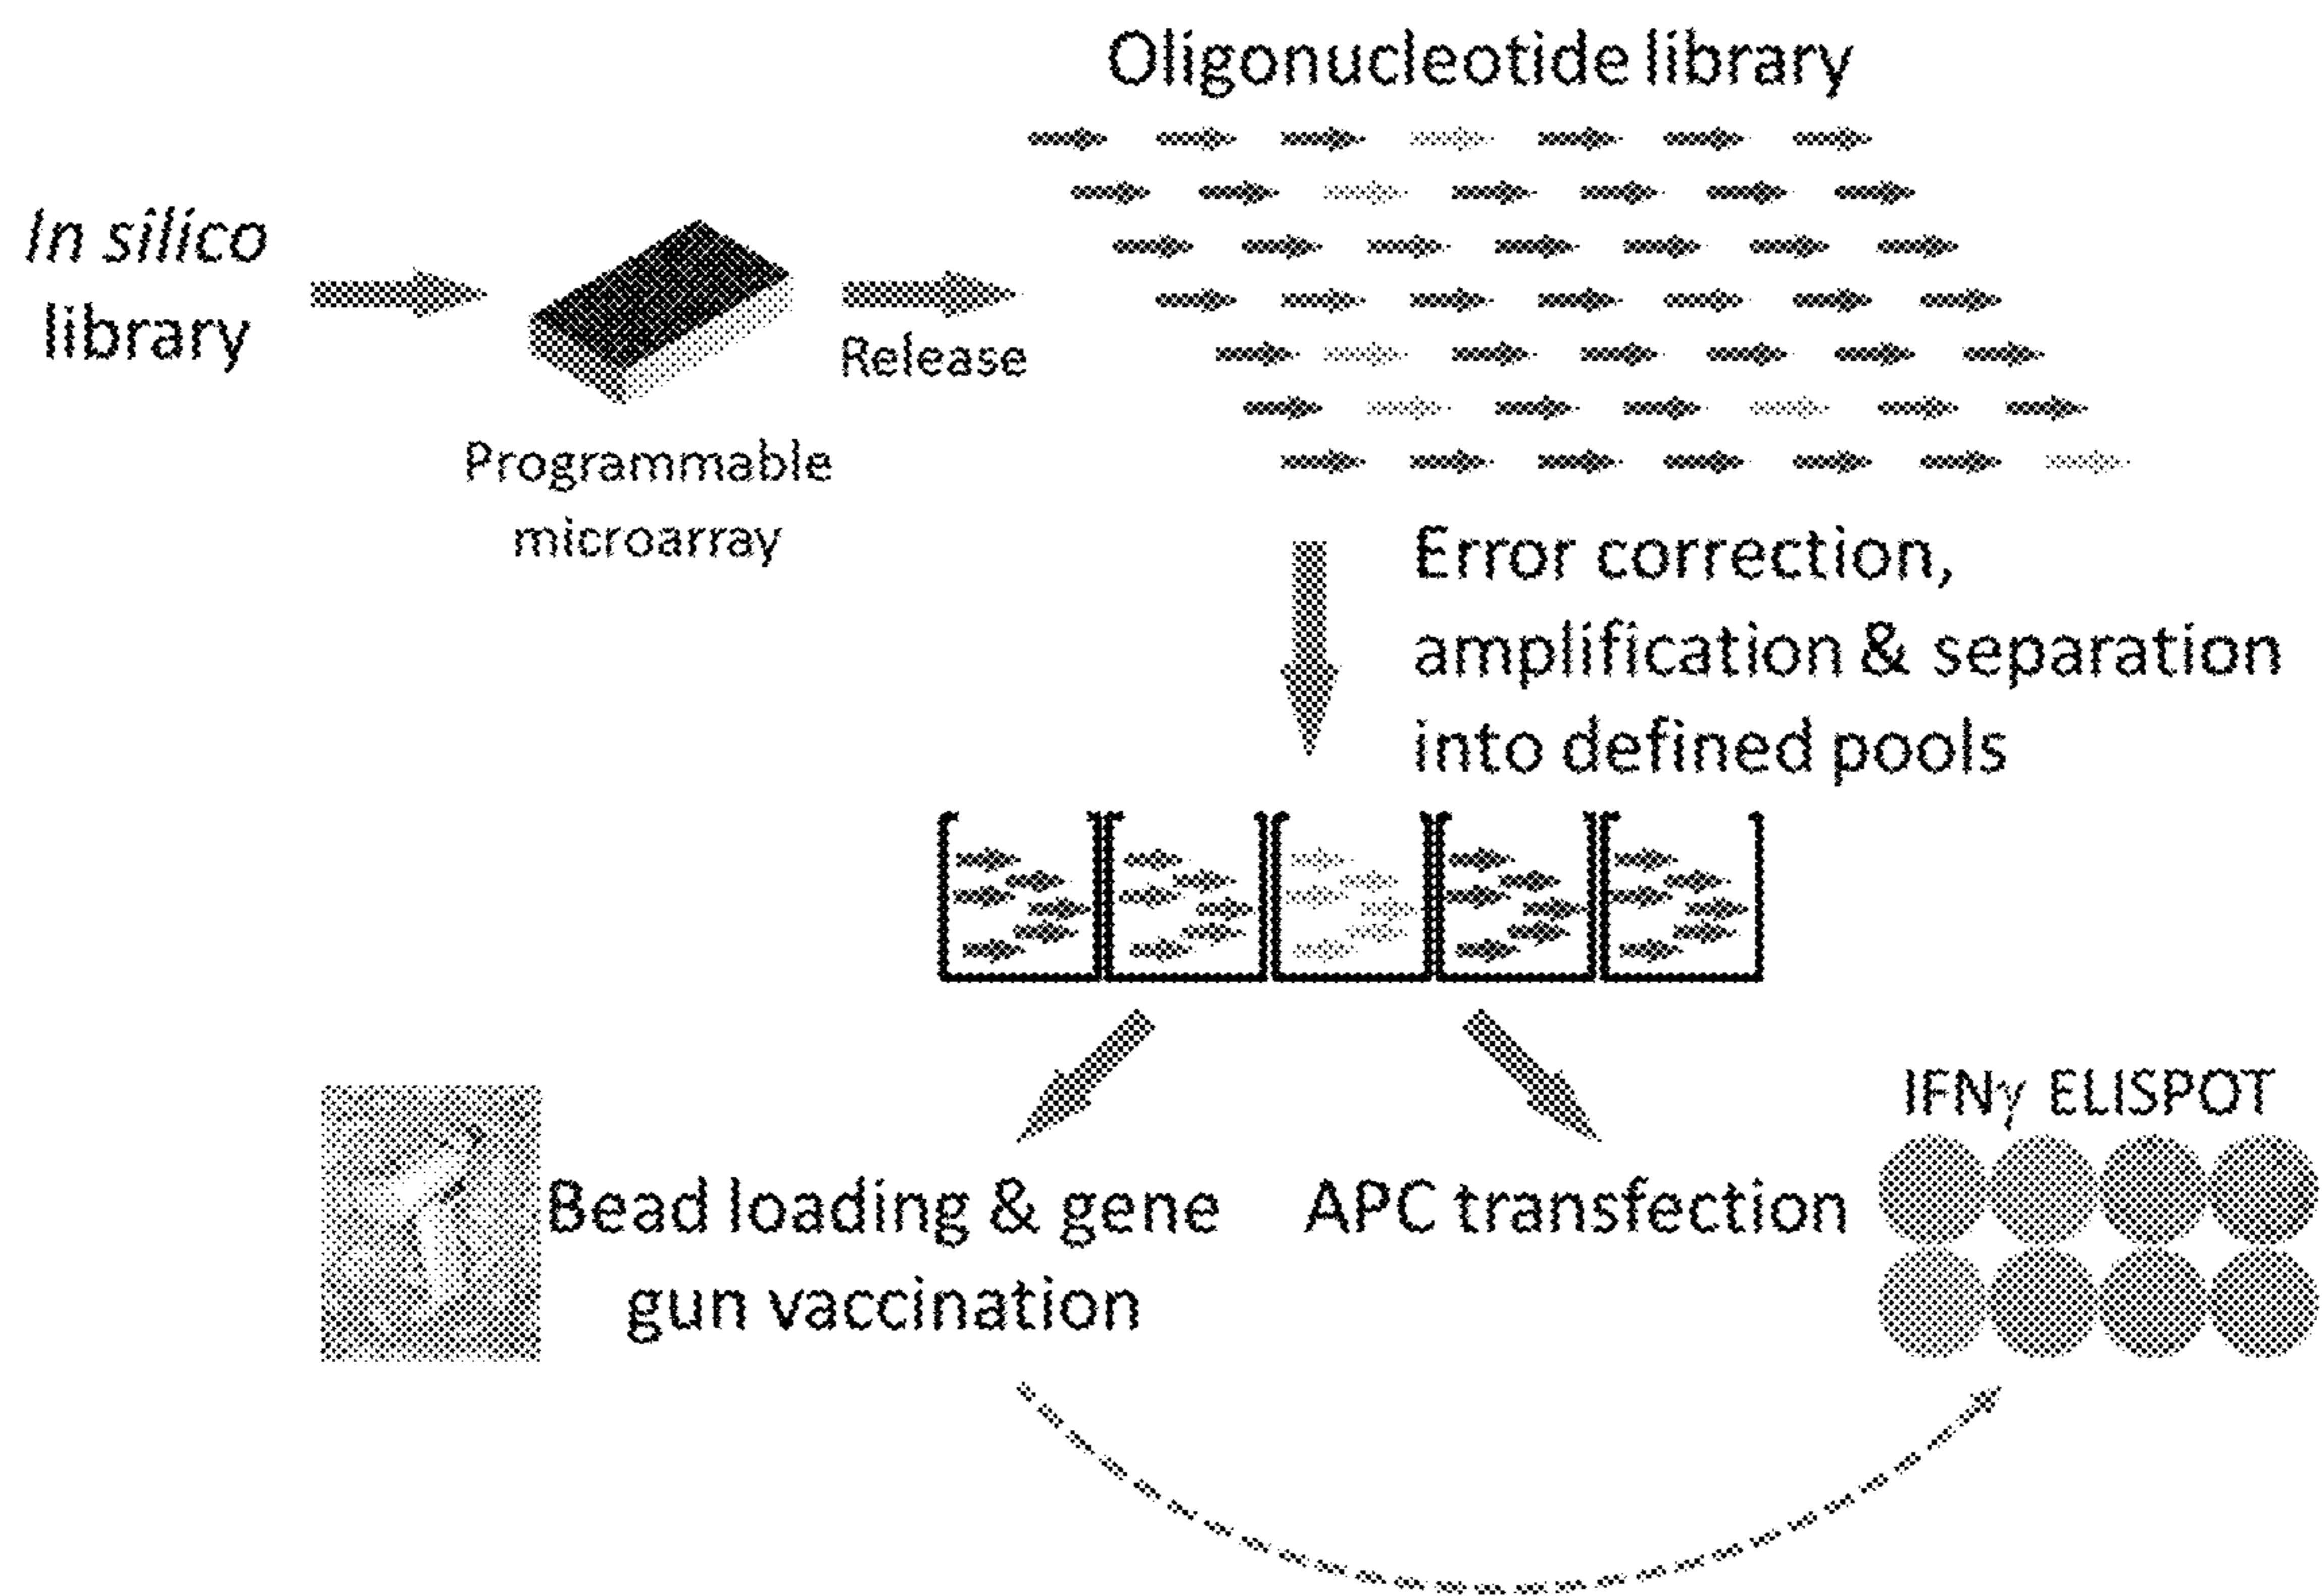 Oligonucleotide library
In silico
library
Release
Programmable
microarray
Error correction,
amplification & separation
into defined pools
IFNγ ELISPOT
Bead loading & gene
gun vaccination
APC transfection